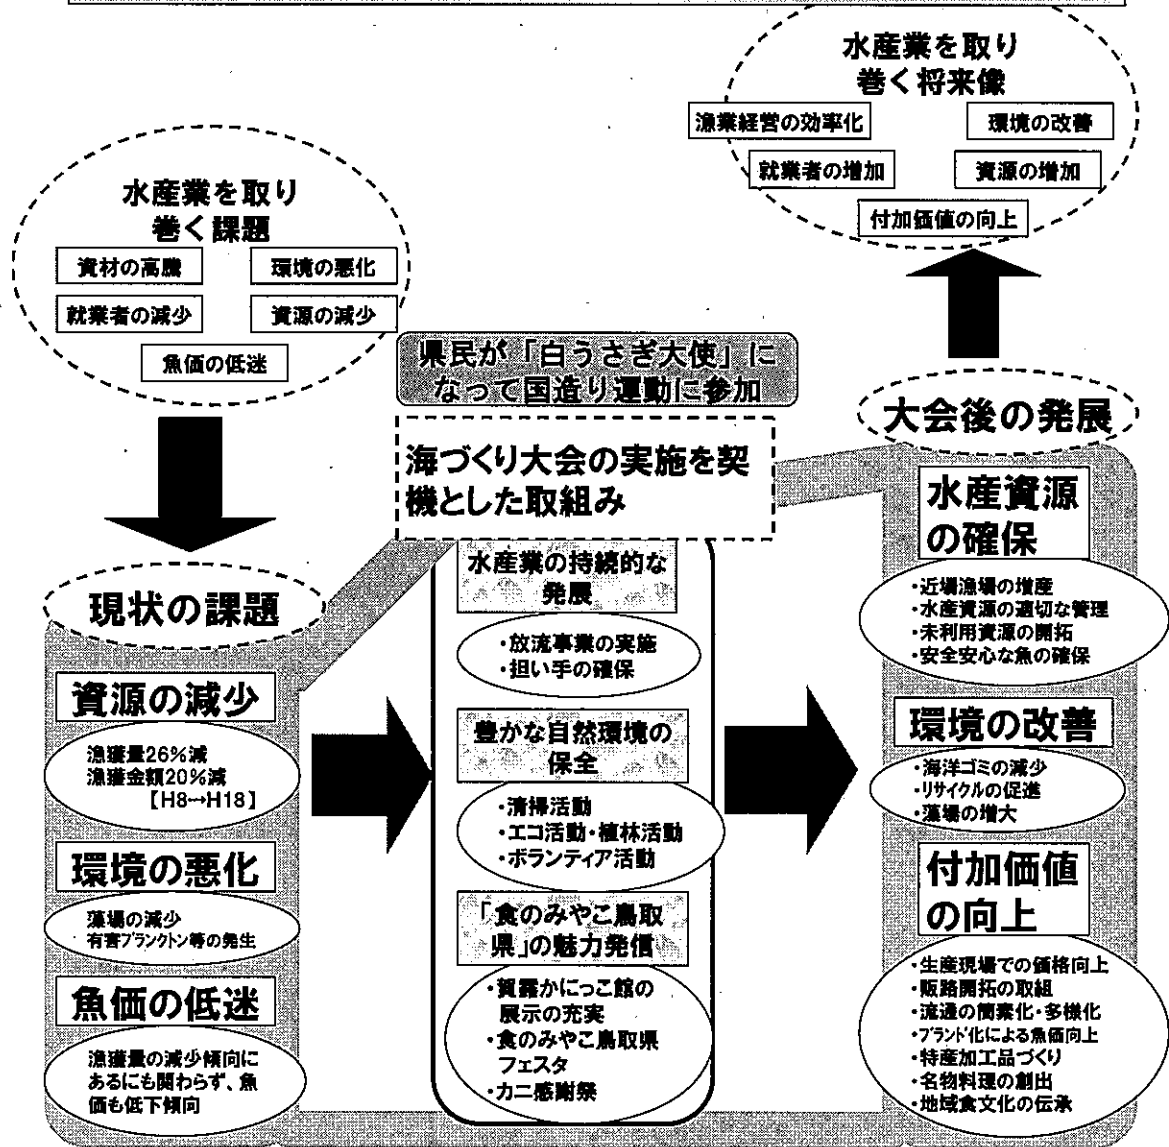 水産業を取り
巻く課題
資材の高騰
環境の悪化
就業者の減少
資源の減少
魚価の低迷
現状の課題
資源の減少
漁獲量26%減
漁獲金額20%減
【H8→H18】
環境の悪化
藻場の減少
有害プランクトン等の発生
魚価の低迷
漁獲量の減少傾向に
あるにも関わらず、魚
価も低下傾向
県民が「白うさぎ大使」に
なって国造り運動に参加
海づくり大会の実施を契
機とした取組み
水産業の持続的な
発展
・放流事業の実施
・担い手の確保
豊かな自然環境の
保全
・清掃活動
・エコ活動・植林活動
・ボランティア活動
「食のみやこ鳥取
県」の魅力発信
・賀露かにっこ館の
展示の充実
・食のみやこ鳥取県
フェスタ
・カニ感謝祭
水産業を取り
巻く将来像
漁業経営の効率化
環境の改善
就業者の増加
資源の増加
付加価値の向上
大会後の発展
水産資源
の確保
・近場漁場の増産
・水産資源の適切な管理
・未利用資源の開拓
・安全安心な魚の確保
環境の改善
・海洋ゴミの減少
・リサイクルの促進
・藻場の増大
付加価値
の向上
・生産現場での価格向上
・販路開拓の取組
・流通の簡素化・多様化
・ブランド化による魚価向上
・特産加工品づくり
・名物料理の創出
・地域食文化の伝承